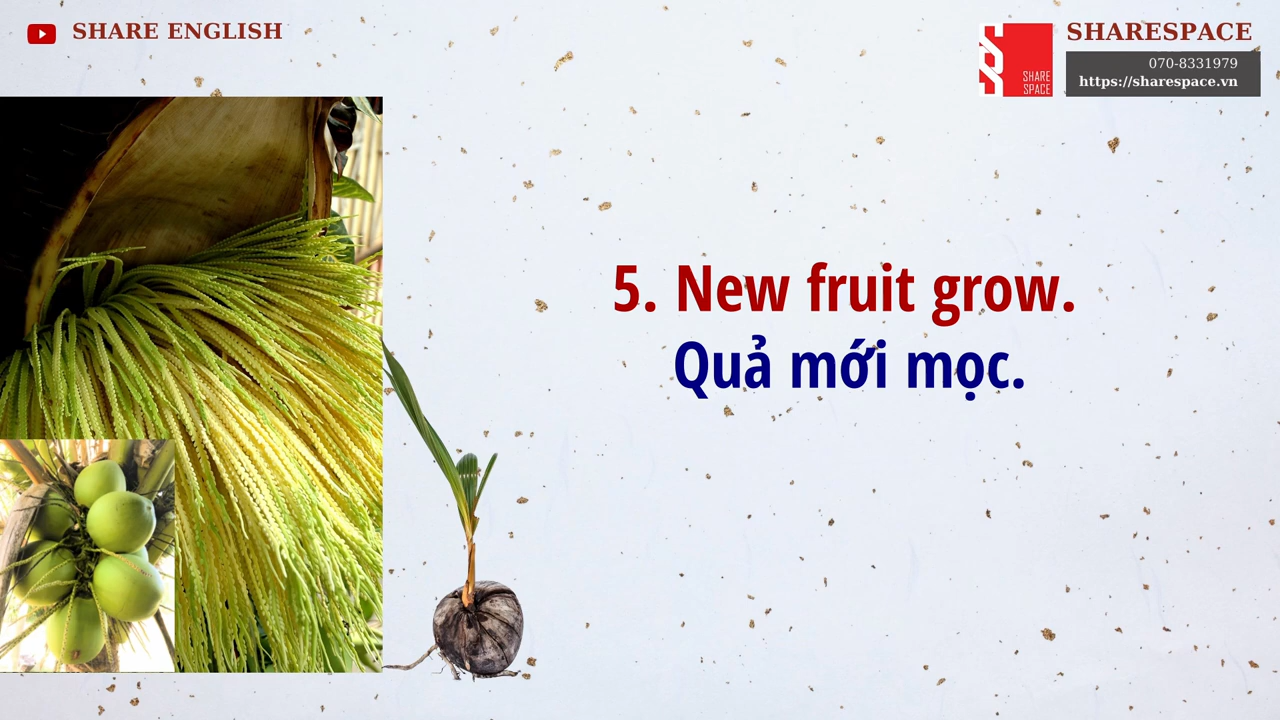 SHARE ENGLISH
SHARESPACE
070-8331979
https://sharespace.vn
SHARE
SPACE
5. New fruit grow.
Quả mới mọc.